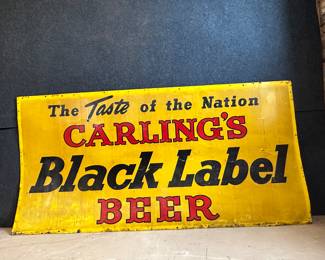 The Taste of the Nation
CARLING'S
Black Label
BEER